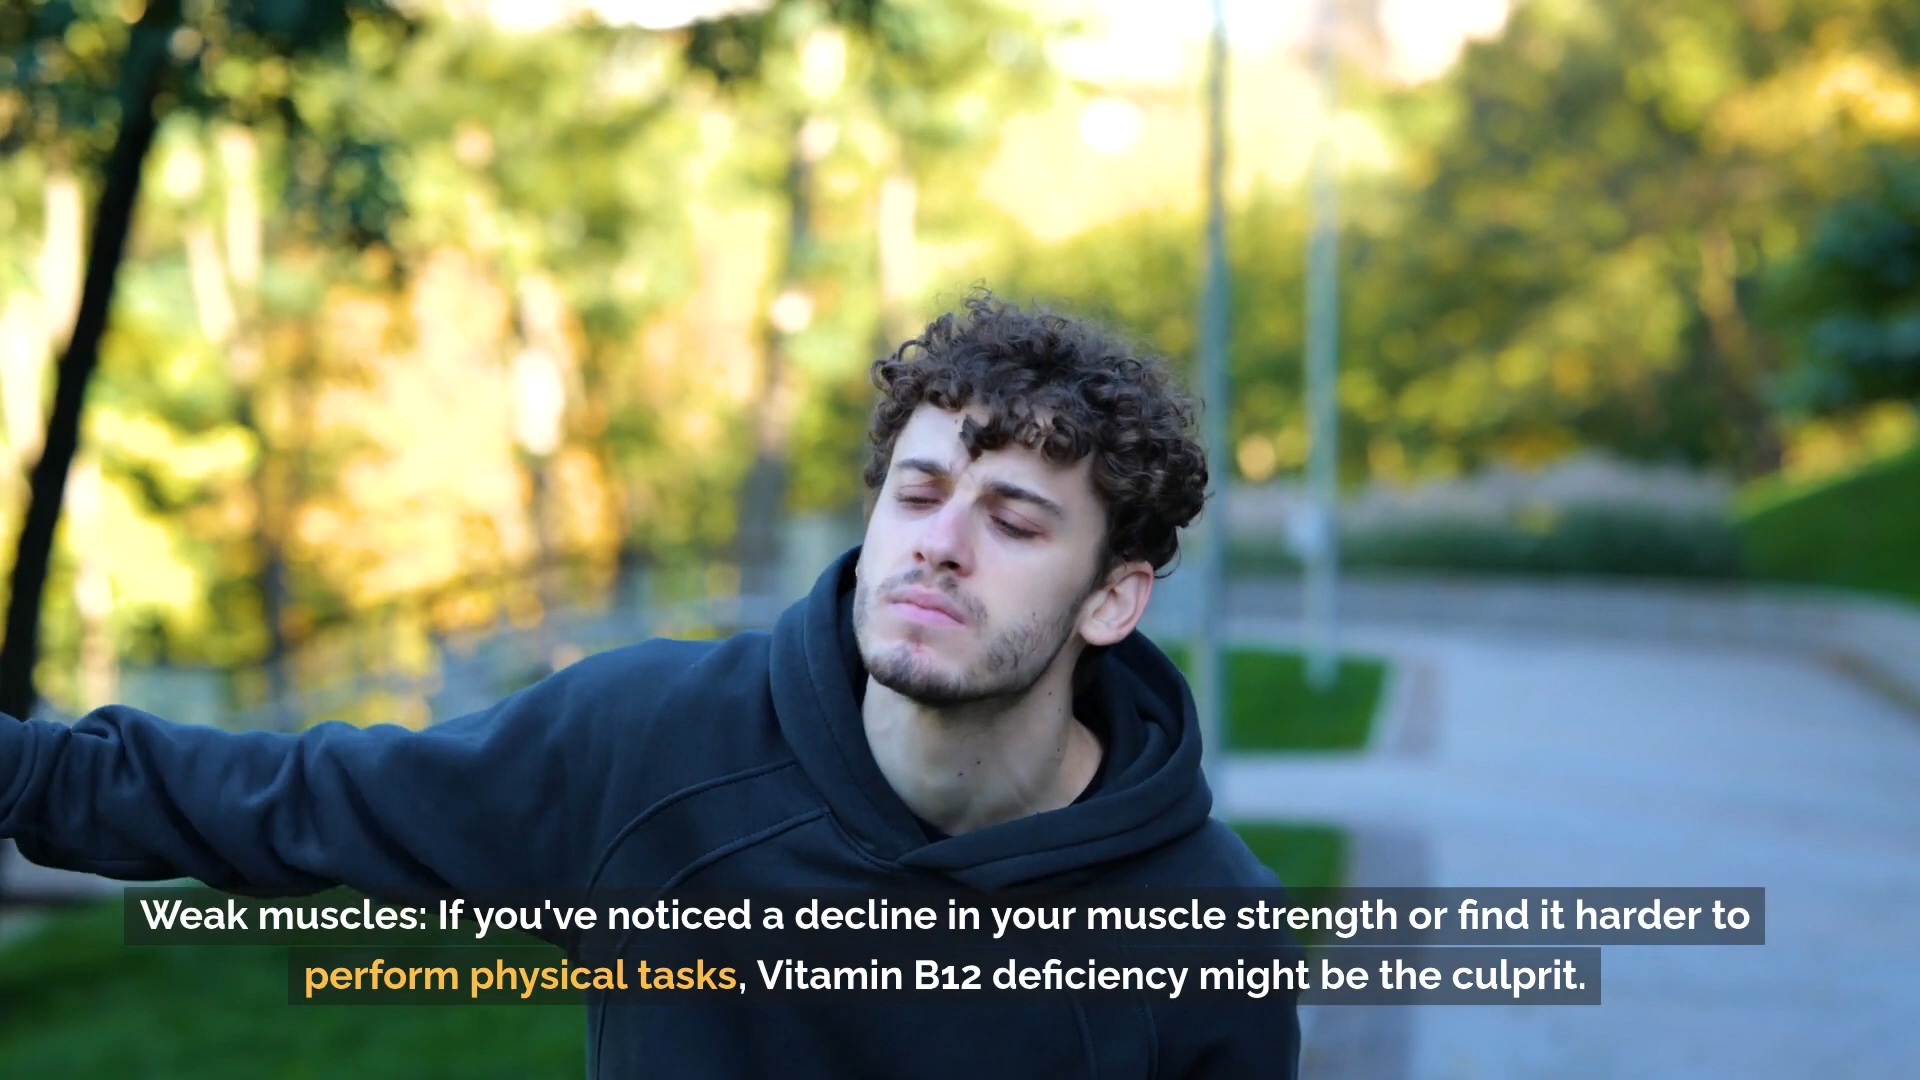 Weak muscles: If you've noticed a decline in your muscle strength or find it harder to
perform physical tasks, Vitamin B12 deficiency might be the culprit.